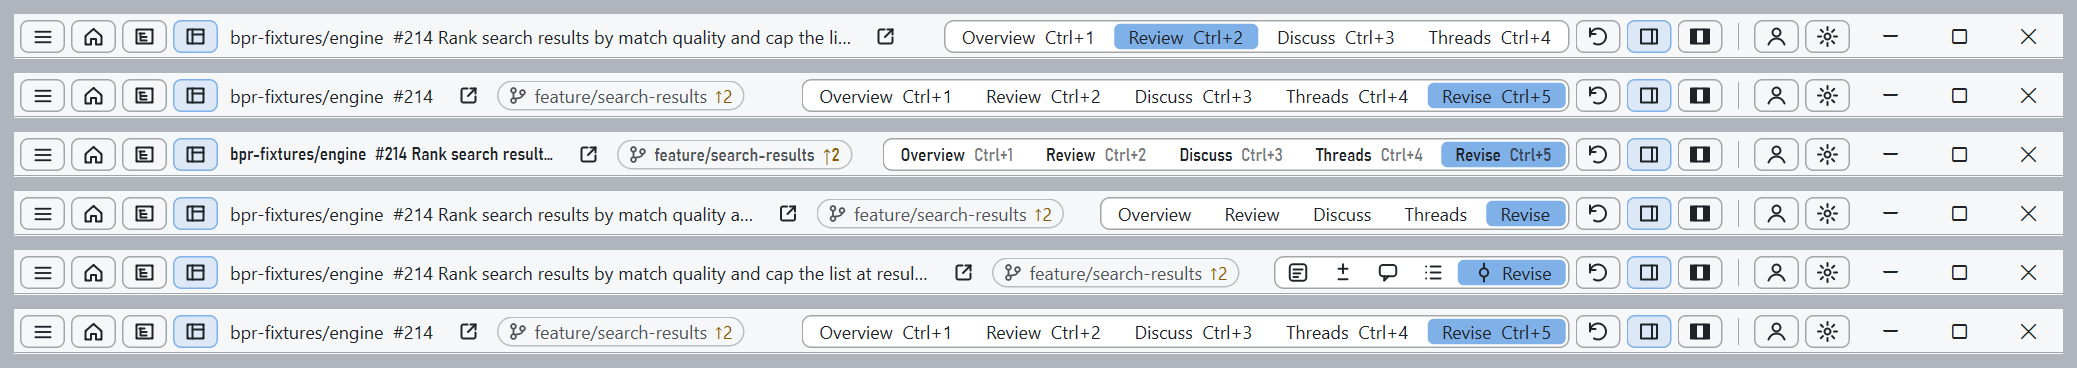 bpr-fixtures/engine #214 Rank search results by match quality and cap the li... Overview Ctrl+1 Review Ctrl+2 Discuss Ctrl+3 Threads Ctrl+4
bpr-fixtures/engine #214 feature/search-results ↑2 Overview Ctrl+1 Review Ctrl+2 Discuss Ctrl+3 Threads Ctrl+4 Revise Ctrl+5
bpr-fixtures/engine #214 Rank search result... feature/search-results ↑2 Overview Ctrl+1 Review Ctrl+2 Discuss Ctrl+3 Threads Ctrl+4 Revise Ctrl+5
bpr-fixtures/engine #214 Rank search results by match quality a... feature/search-results ↑2 Overview Review Discuss Threads Revise
bpr-fixtures/engine #214 Rank search results by match quality and cap the list at resul... feature/search-results ↑2 Revise
bpr-fixtures/engine #214 feature/search-results ↑2 Overview Ctrl+1 Review Ctrl+2 Discuss Ctrl+3 Threads Ctrl+4 Revise Ctrl+5